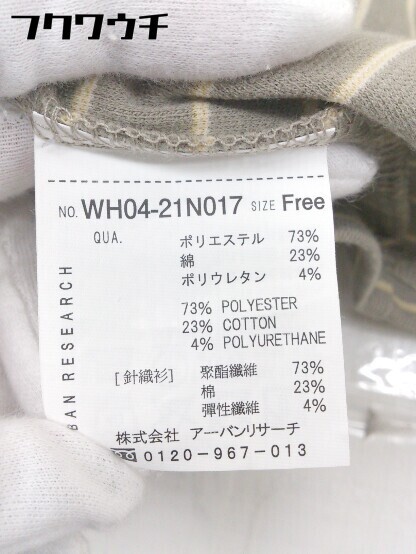 フクワウチ
NO. WH04-21N017 SIZE Free
QUA.
ポリエステル 73%
綿 23%
ポリウレタン 4%
73% POLYESTER
23% COTTON
4% POLYURETHANE
[針織衫] 聚酯纖維 73%
棉 23%
彈性纖維 4%
BAN RESEARCH
株式会社 アーバンリサーチ
0120-967-013